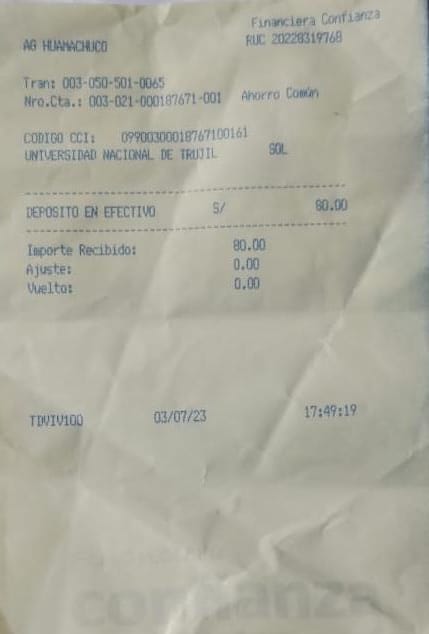 Financiera Confianza
AG HUAMACHUCO RUC 20228319768
Tran: 003-050-501-0065
Nro.Cta.: 003-021-000187671-001 Ahorro Común
CODIGO CCI: 09900300018767100161
UNIVERSIDAD NACIONAL DE TRUJIL SOL
DEPOSITO EN EFECTIVO S/ 80.00
Importe Recibido: 80.00
Ajuste: 0.00
Vuelto: 0.00
TDVIV100 03/07/23 17:49:19
confianza